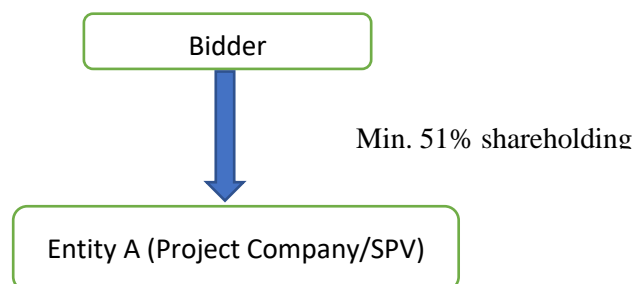 Bidder
Min. 51% shareholding
Entity A (Project Company/SPV)